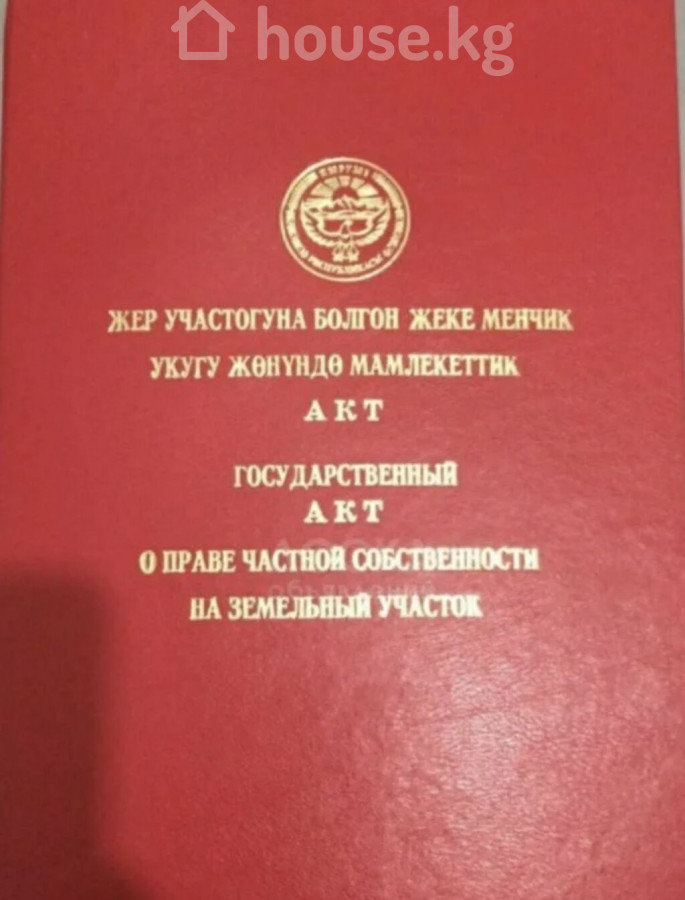 house.kg
ЖЕР УЧАСТОГУНА БОЛГОН ЖЕКЕ МЕНЧИК
УКУГУ ЖӨНҮНДӨ МАМЛЕКЕТТИК
АКТ
ГОСУДАРСТВЕННЫЙ
АКТ
О ПРАВЕ ЧАСТНОЙ СОБСТВЕННОСТИ
НА ЗЕМЕЛЬНЫЙ УЧАСТОК